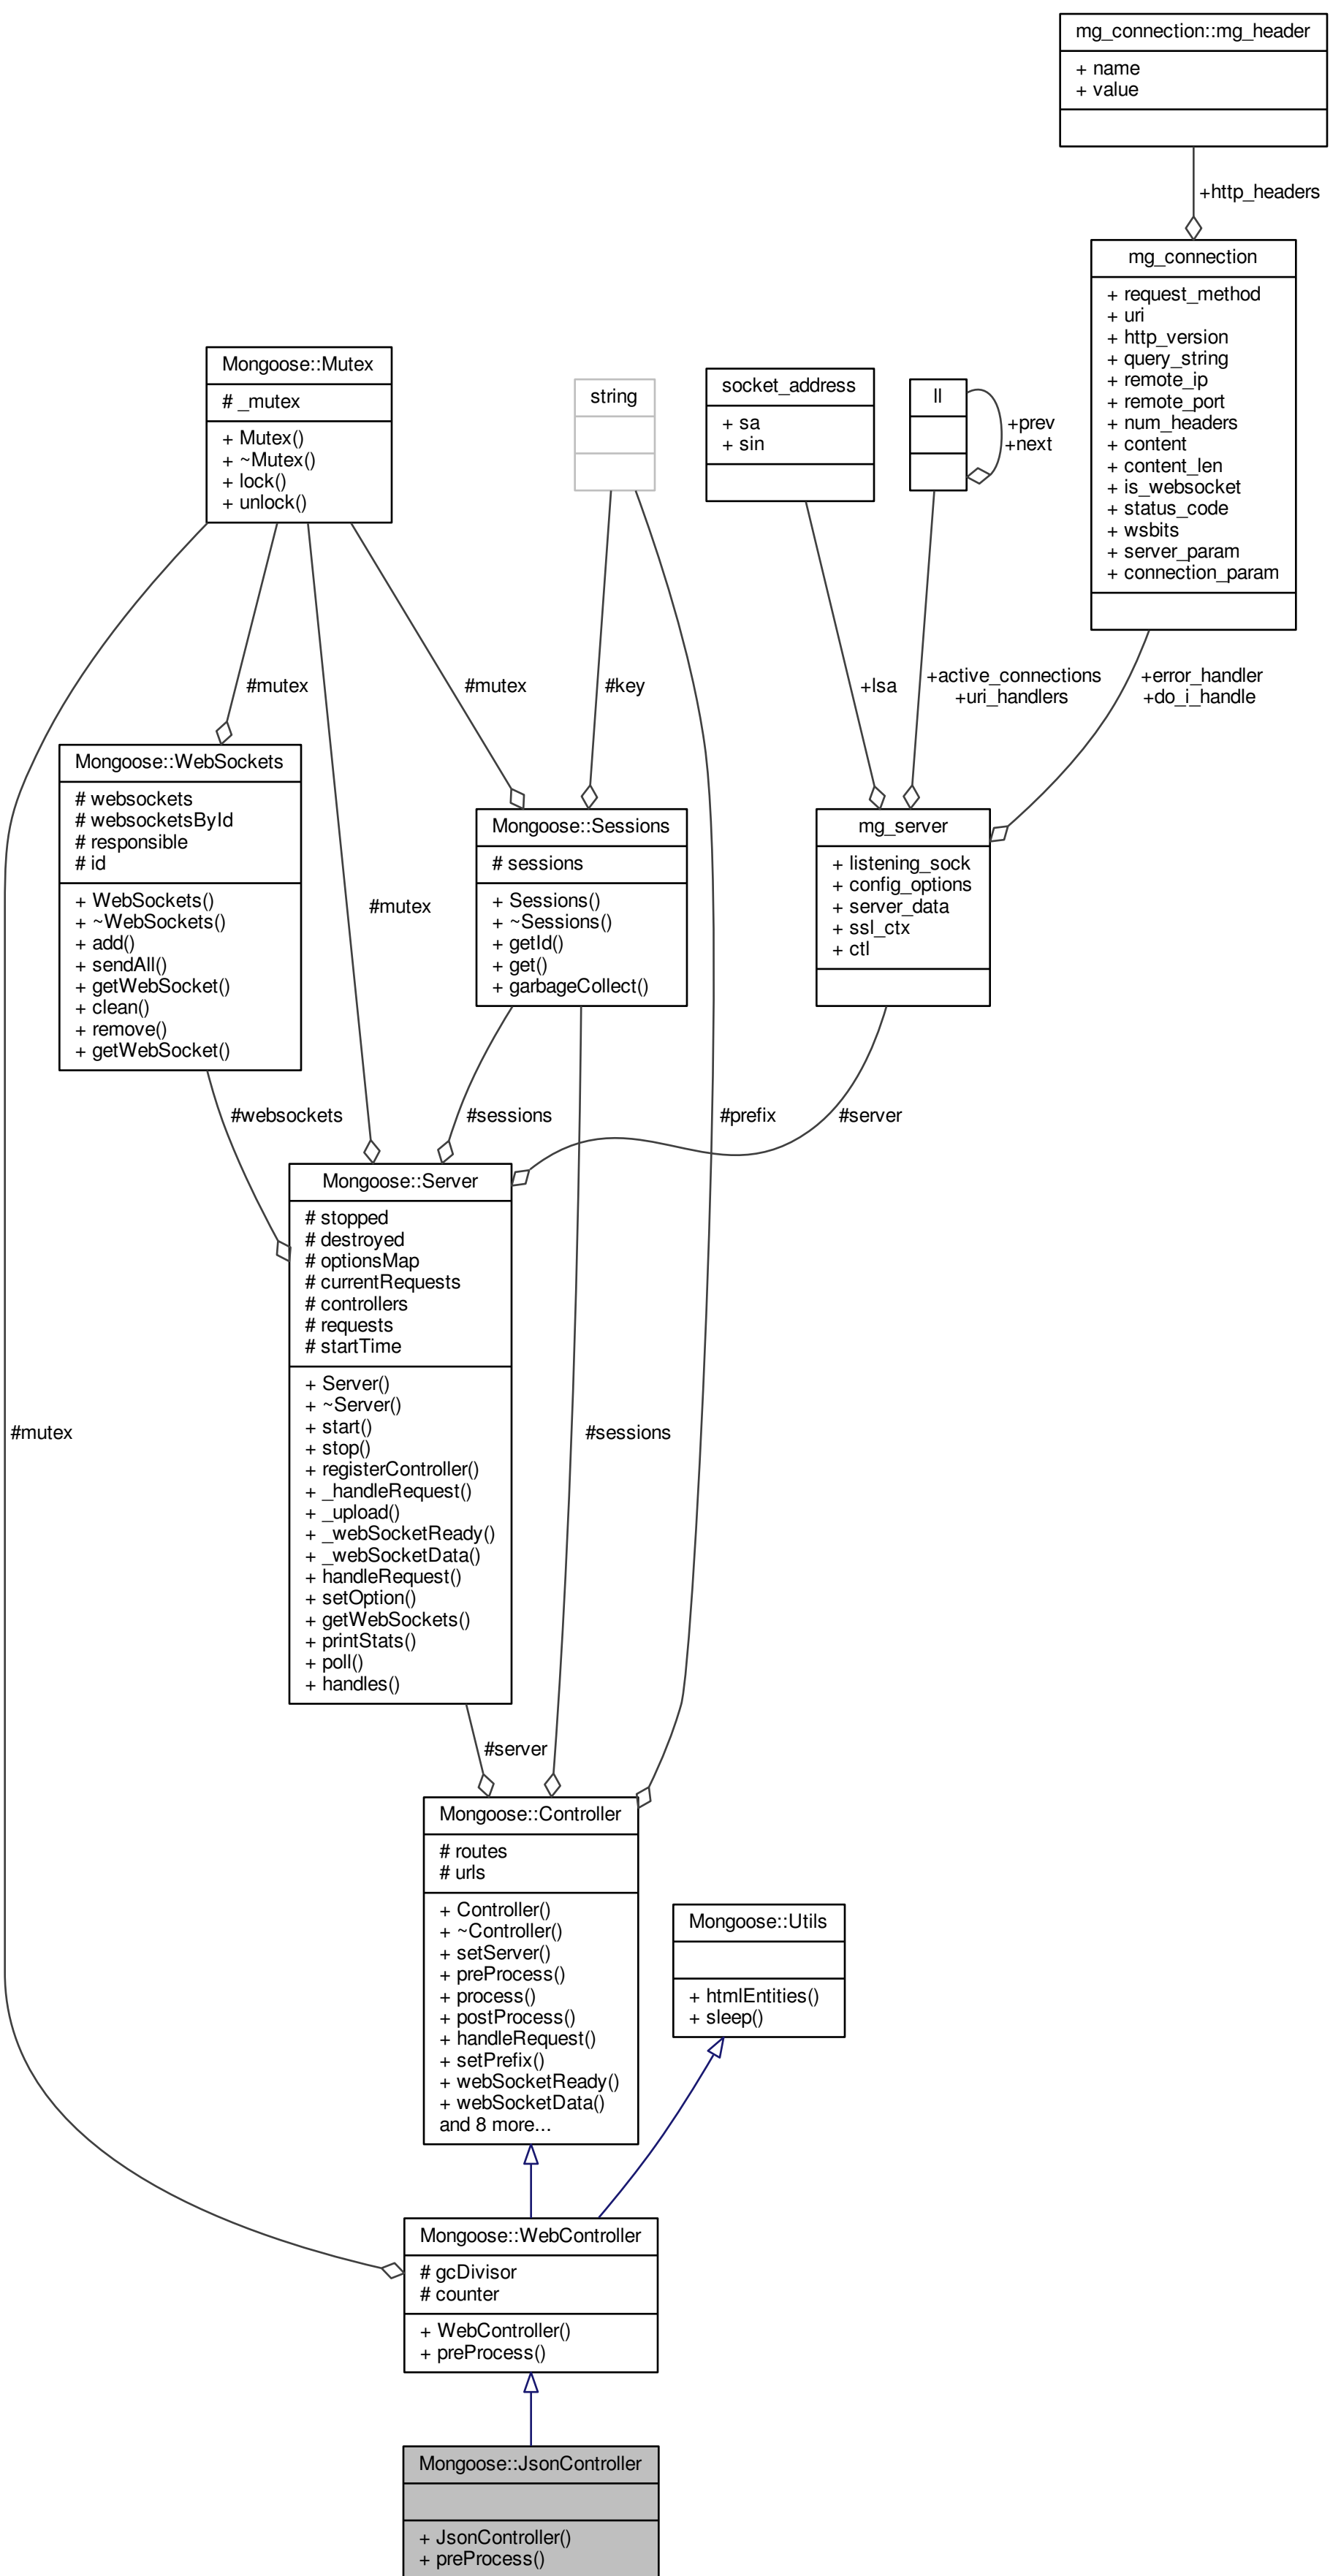 mg_connection::mg_header
+ name
+ value
+http_headers
mg_connection
+ request_method
+ uri
+ http_version
+ query_string
+ remote_ip
+ remote_port
+ num_headers
+ content
+ content_len
+ is_websocket
+ status_code
+ wsbits
+ server_param
+ connection_param
Mongoose::Mutex
# _mutex
+ Mutex()
+ ~Mutex()
+ lock()
+ unlock()
string
socket_address
+ sa
+ sin
ll
+prev
+next
#mutex
#mutex
#key
+lsa
+active_connections
+uri_handlers
+error_handler
+do_i_handle
Mongoose::WebSockets
# websockets
# websocketsById
# responsible
# id
+ WebSockets()
+ ~WebSockets()
+ add()
+ sendAll()
+ getWebSocket()
+ clean()
+ remove()
+ getWebSocket()
#mutex
Mongoose::Sessions
# sessions
+ Sessions()
+ ~Sessions()
+ getId()
+ get()
+ garbageCollect()
mg_server
+ listening_sock
+ config_options
+ server_data
+ ssl_ctx
+ ctl
#websockets
#sessions
#prefix
#server
Mongoose::Server
# stopped
# destroyed
# optionsMap
# currentRequests
# controllers
# requests
# startTime
+ Server()
+ ~Server()
+ start()
+ stop()
+ registerController()
+ _handleRequest()
+ _upload()
+ _webSocketReady()
+ _webSocketData()
+ handleRequest()
+ setOption()
+ getWebSockets()
+ printStats()
+ poll()
+ handles()
#mutex
#sessions
#server
Mongoose::Controller
# routes
# urls
+ Controller()
+ ~Controller()
+ setServer()
+ preProcess()
+ process()
+ postProcess()
+ handleRequest()
+ setPrefix()
+ webSocketReady()
+ webSocketData()
and 8 more...
Mongoose::Utils
+ htmlEntities()
+ sleep()
Mongoose::WebController
# gcDivisor
# counter
+ WebController()
+ preProcess()
Mongoose::JsonController
+ JsonController()
+ preProcess()